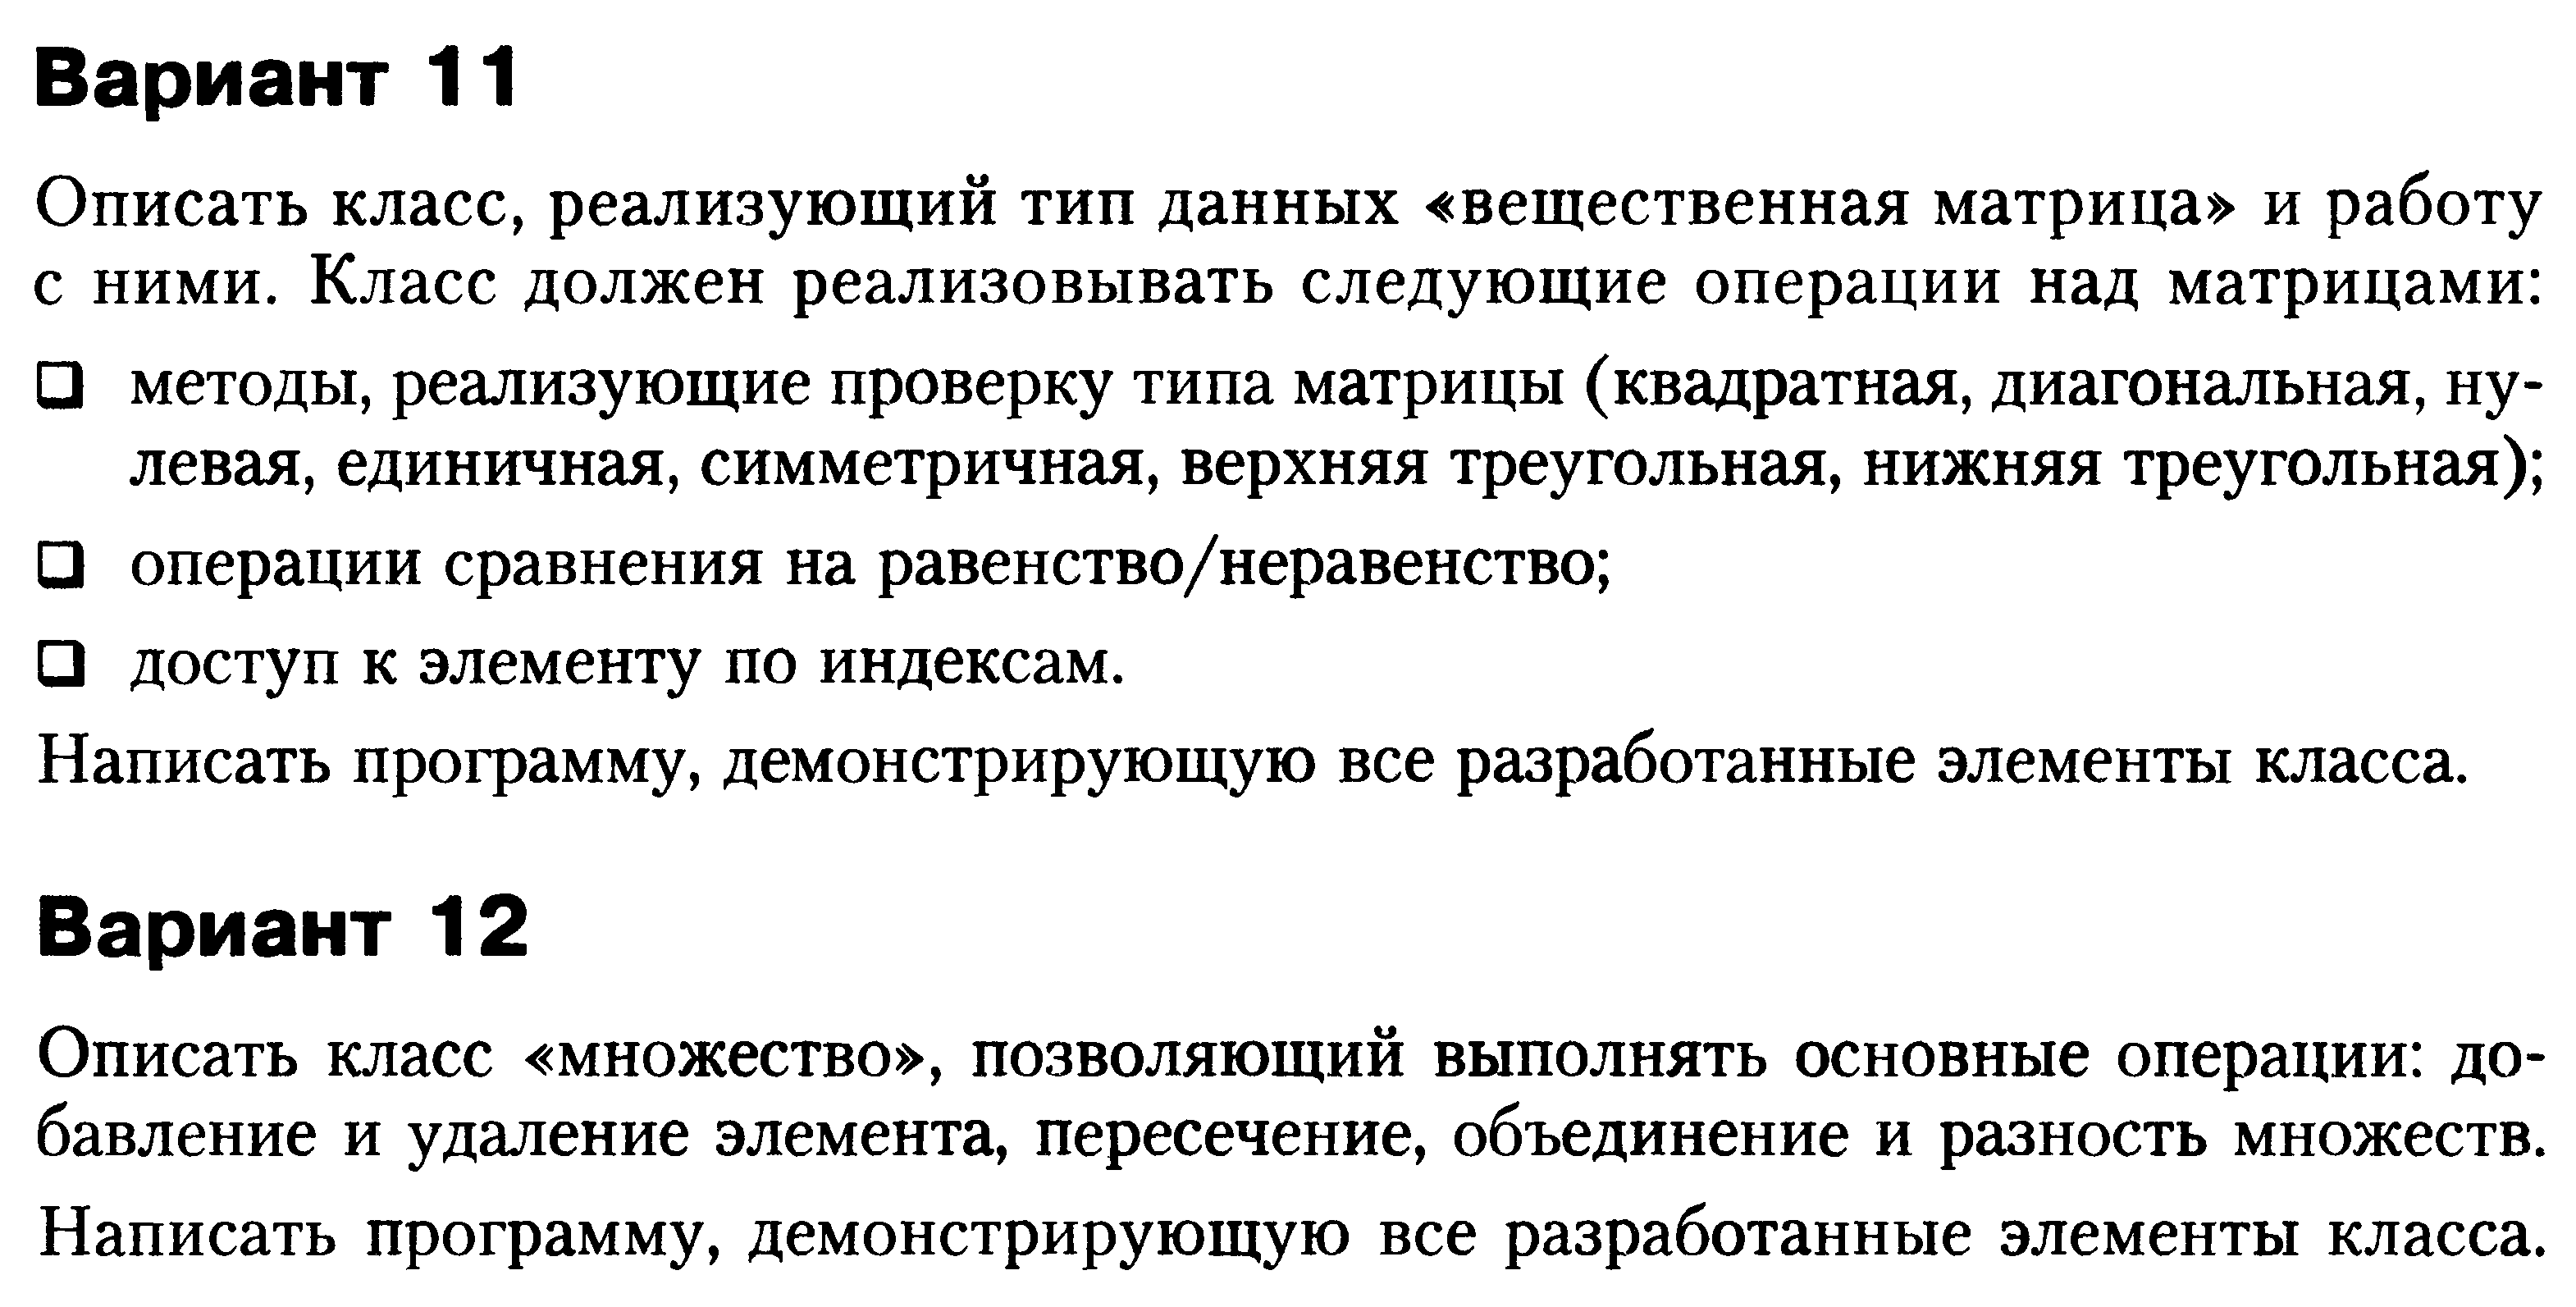 Вариант 11
Описать класс, реализующий тип данных «вещественная матрица» и работу
с ними. Класс должен реализовывать следующие операции над матрицами:
❏ методы, реализующие проверку типа матрицы (квадратная, диагональная, ну-
левая, единичная, симметричная, верхняя треугольная, нижняя треугольная);
❏ операции сравнения на равенство/неравенство;
❏ доступ к элементу по индексам.
Написать программу, демонстрирующую все разработанные элементы класса.
Вариант 12
Описать класс «множество», позволяющий выполнять основные операции: до-
бавление и удаление элемента, пересечение, объединение и разность множеств.
Написать программу, демонстрирующую все разработанные элементы класса.